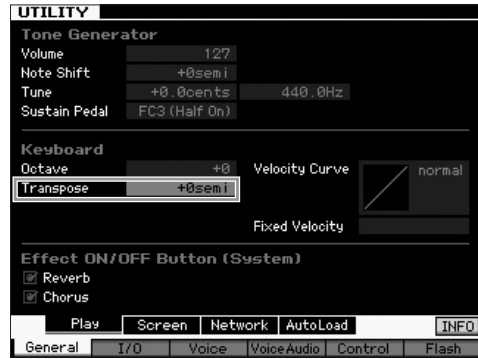 UTILITY
Tone Generator
Volume 127
Note Shift +0semi
Tune +0.0cents 440.0Hz
Sustain Pedal FC3(Half On)
Keyboard
Octave +0 Velocity Curve normal
Transpose +0semi
Fixed Velocity
Effect ON/OFF Button (System)
Reverb
Chorus
Play Screen Network AutoLoad INFO
General I/O Voice Voice Audio Control Flash